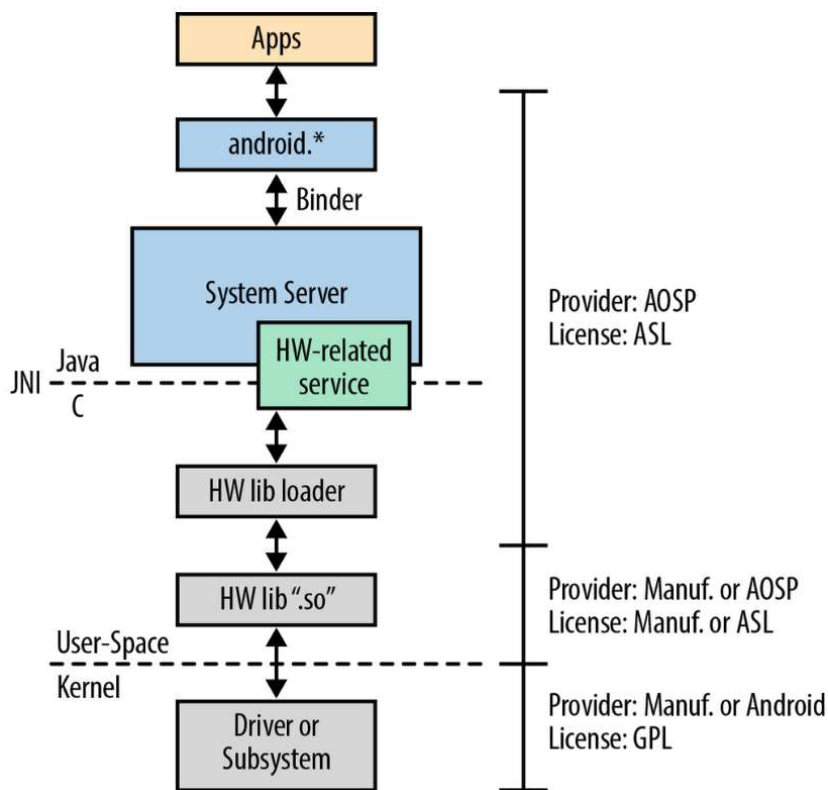 Apps
android.*
Binder
System Server
HW-related
service
JNI
Java
C
HW lib loader
HW lib “.so”
User-Space
Kernel
Driver or
Subsystem
Provider: AOSP
License: ASL
Provider: Manuf. or AOSP
License: Manuf. or ASL
Provider: Manuf. or Android
License: GPL